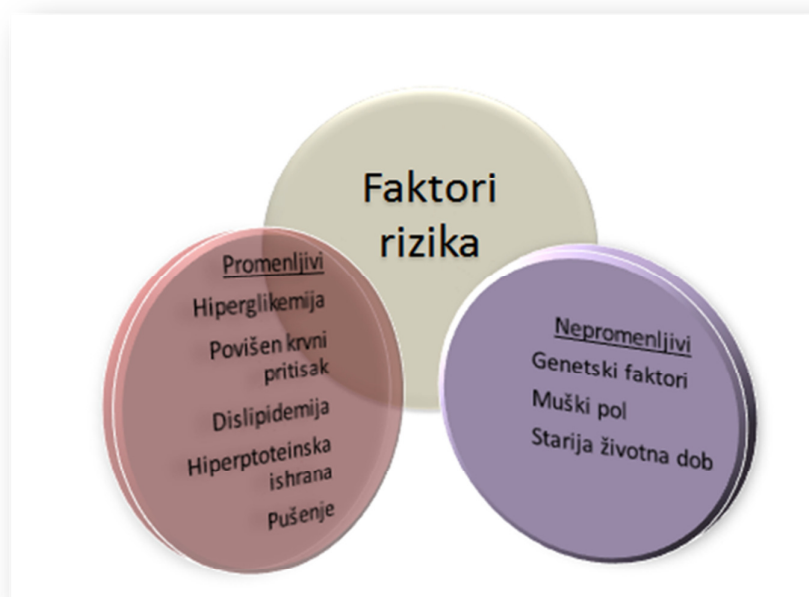 Faktori
rizika
Promenljivi
Hiperglikemija
Povišen krvni
pritisak
Dislipidemija
Hiperptoteinska
ishrana
Pušenje
Nepromenljivi
Genetski faktori
Muški pol
Starija životna dob